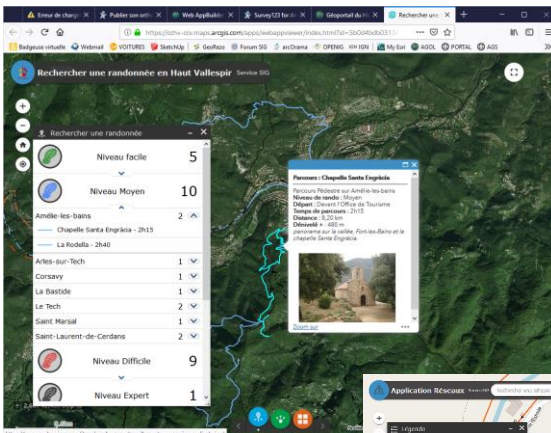 Erreur de charge
Publier son ortho
Web AppBuilder
Survey123 for A
Géoportail du H
Rechercher une
Badgeuse virtuelle Webmail VOITURES SketchUp GeoRezo Forum SIG arcOrama OPENIG IGN My Esri AGOL PORTAL AGS
Rechercher une randonnée en Haut Vallespir Service SIG
Rechercher une randonnée
Niveau facile 5
Niveau Moyen 10
Amélie-les-bains 2
Chapelle Santa Engràcia - 2h15
La Rodella - 2h40
Arles-sur-Tech 1
Corsavy 1
La Bastide 1
Le Tech 2
Saint Marsal 1
Saint-Laurent-de-Cerdans 2
Niveau Difficile 9
Niveau Expert 1
Parcours : Chapelle Santa Engràcia
Parcours Pédestre sur Amélie-les-bains
Niveau de rando : Moyen
Départ : Devant l'Office de Tourisme
Temps de parcours : 2h15
Distance : 8,20 km
Dénivelé + : 480 m
panorama sur la vallée, Fort-les-Bains et la
chapelle Santa Engràcia
Zoom sur
Application Réseaux
Rechercher une adresse
Légende